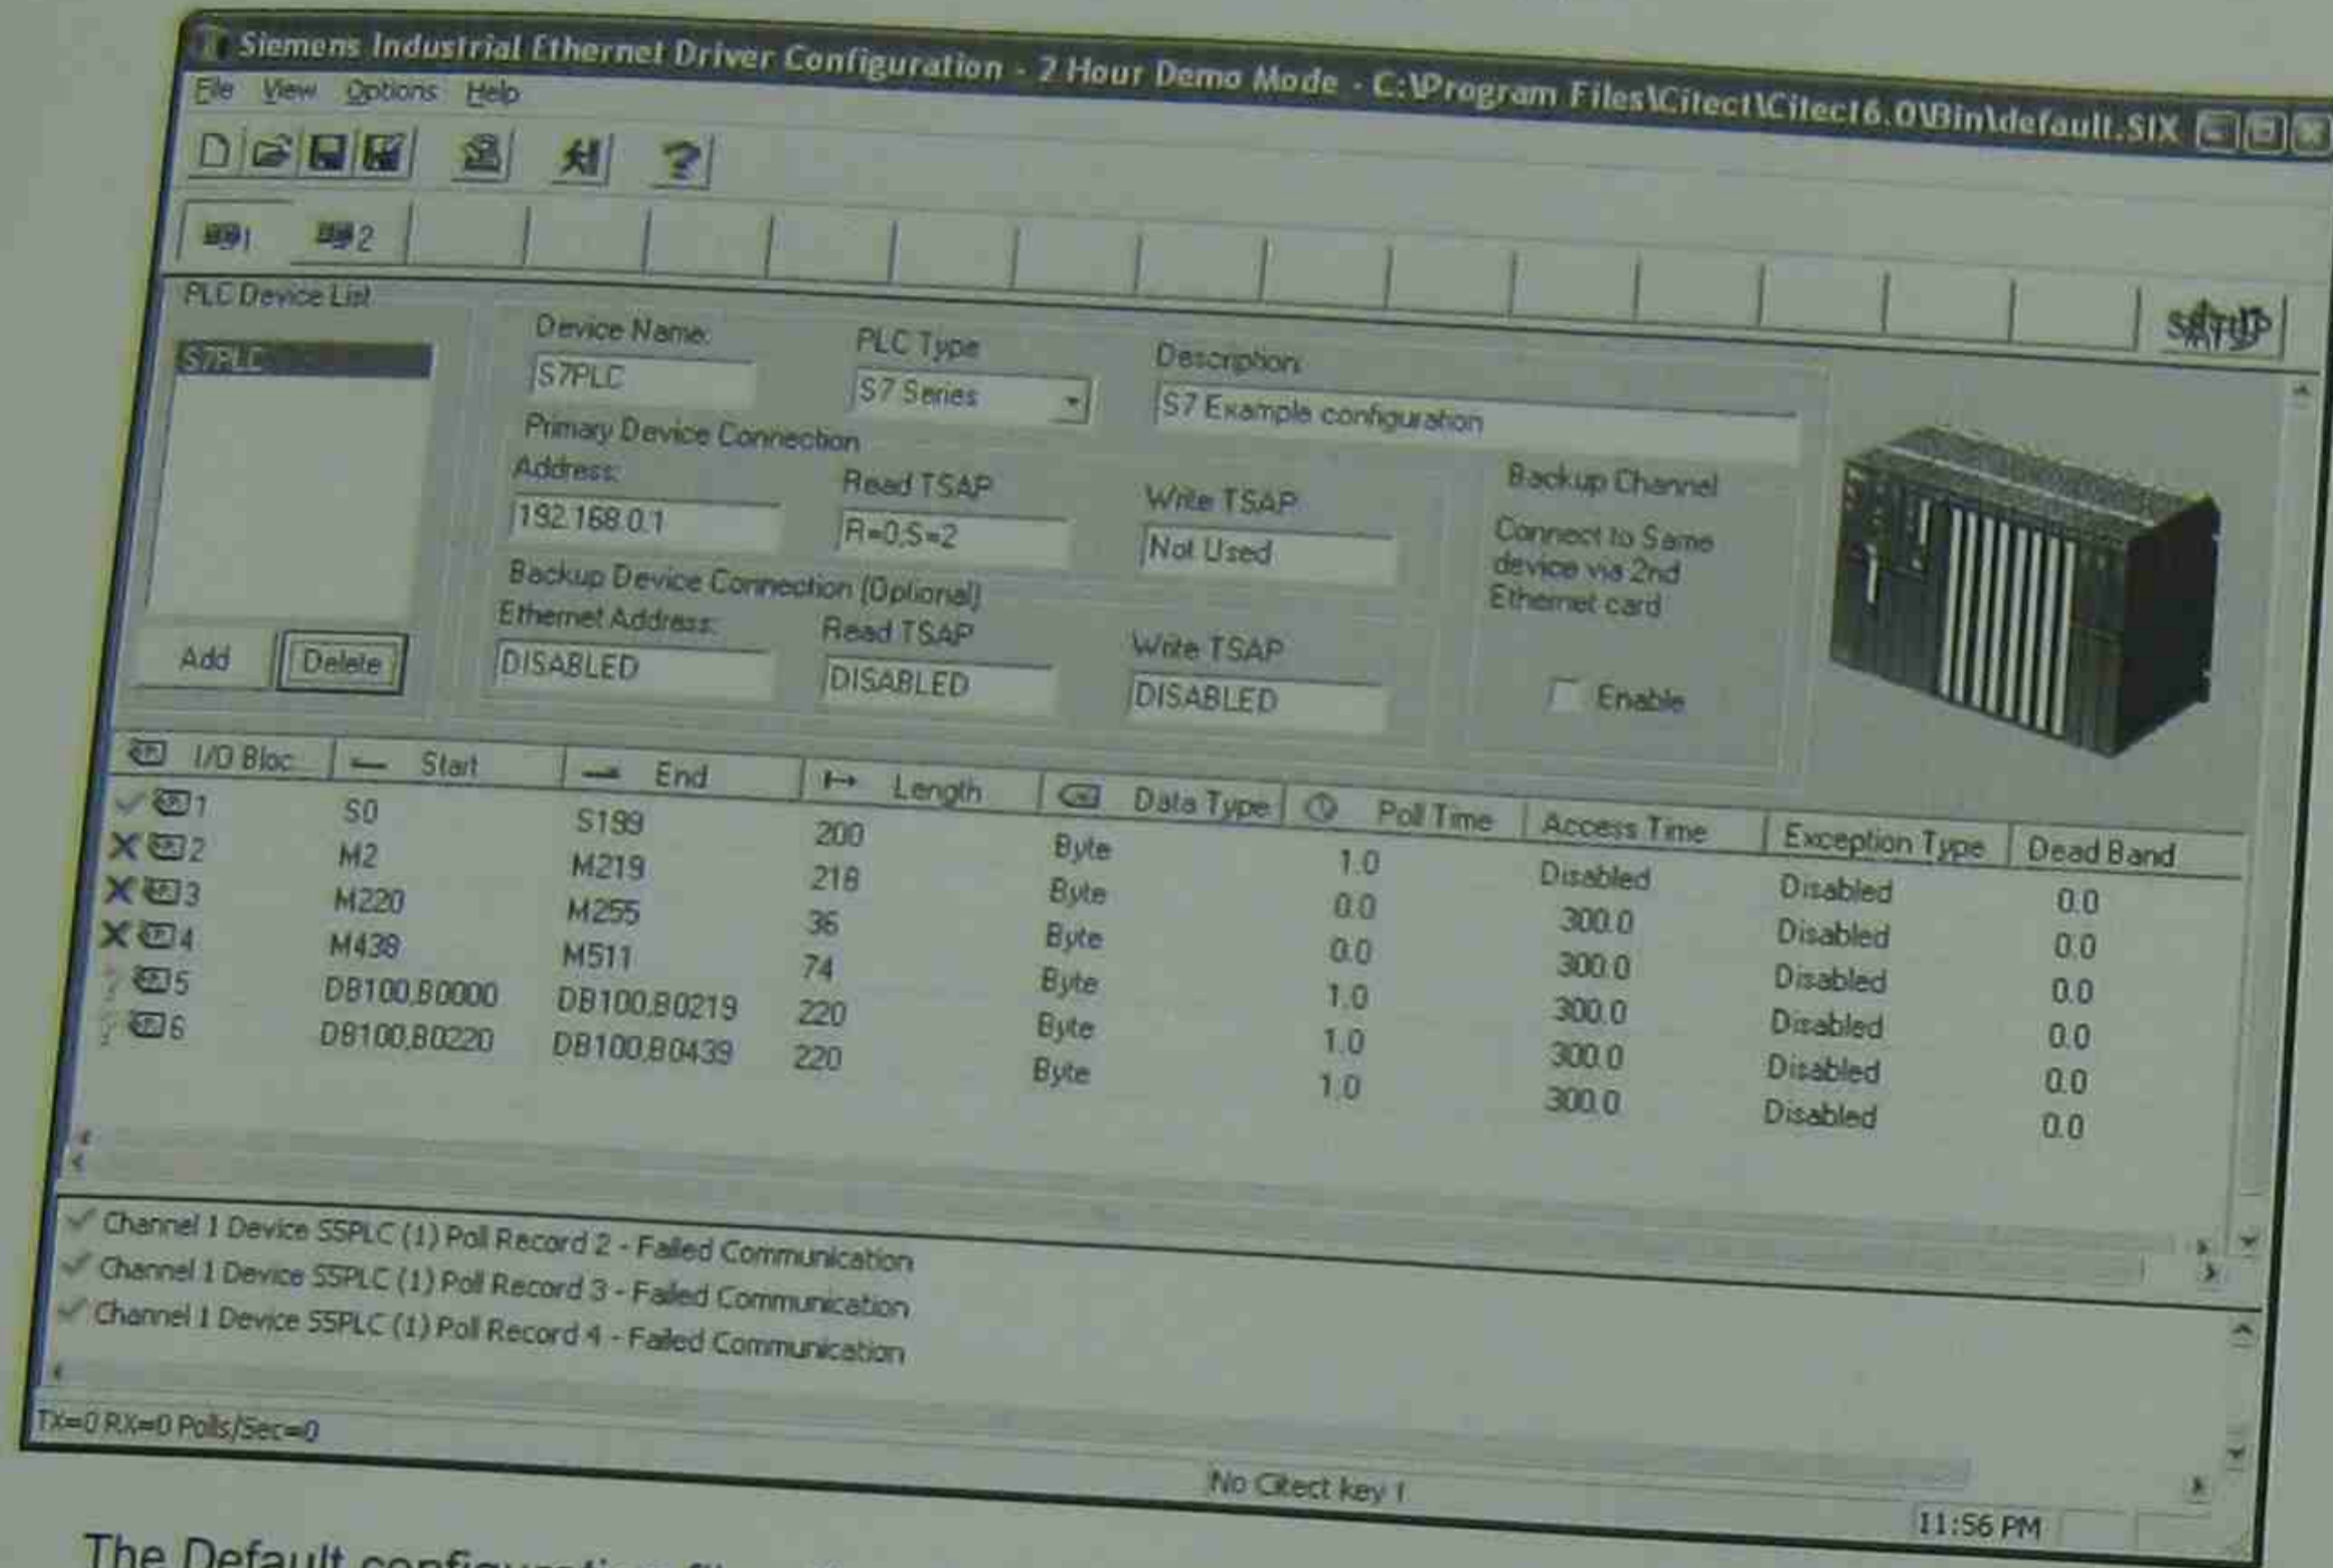 Siemens Industrial Ethernet Driver Configuration - 2 Hour Demo Mode - C:\Program Files\Citect\Citect6.0\Bin\default.SIX
File View Options Help
1 2
SETUP
PLC Device List
S7PLC
Add Delete
Device Name: PLC Type Description:
S7PLC S7 Series S7 Example configuration
Primary Device Connection
Address: Read TSAP Write TSAP
192.168.0.1 R=0,S=2 Not Used
Backup Device Connection (Optional)
Ethernet Address: Read TSAP Write TSAP
DISABLED DISABLED DISABLED
Backup Channel
Connect to Same
device via 2nd
Ethernet card
Enable
I/O Bloc Start End Length Data Type Poll Time Access Time Exception Type Dead Band
1 S0 S199 200 Byte 1.0 Disabled Disabled 0.0
2 M2 M219 218 Byte 0.0 300.0 Disabled 0.0
3 M220 M255 36 Byte 0.0 300.0 Disabled 0.0
4 M438 M511 74 Byte 1.0 300.0 Disabled 0.0
5 DB100,B0000 DB100,B0219 220 Byte 1.0 300.0 Disabled 0.0
6 DB100,B0220 DB100,B0439 220 Byte 1.0 300.0 Disabled 0.0
Channel 1 Device S5PLC (1) Poll Record 2 - Failed Communication
Channel 1 Device S5PLC (1) Poll Record 3 - Failed Communication
Channel 1 Device S5PLC (1) Poll Record 4 - Failed Communication
TX=0 RX=0 Polls/Sec=0
No Citect key !
11:56 PM
The Default configuration